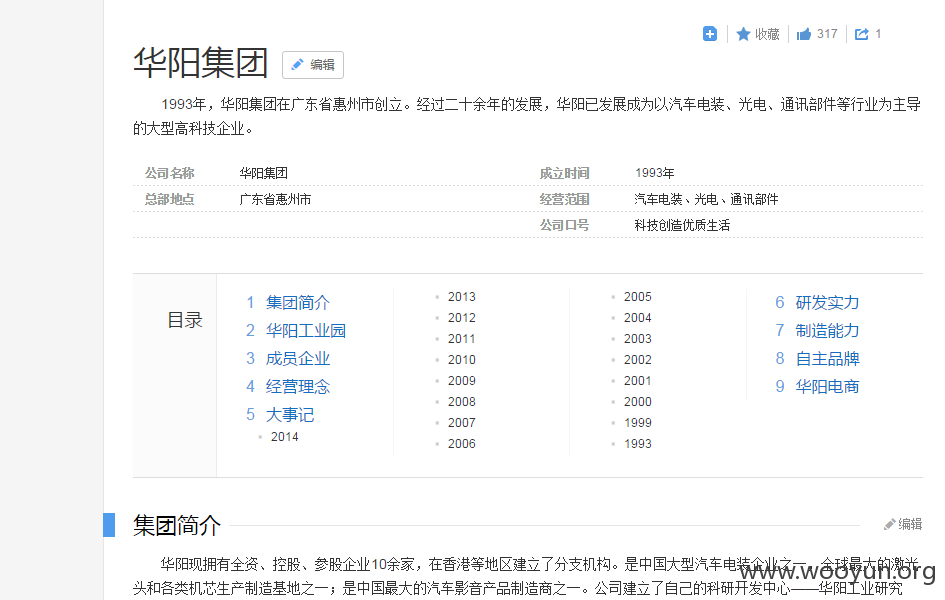 收藏 317 1
华阳集团 编辑
1993年，华阳集团在广东省惠州市创立。经过二十余年的发展，华阳已发展成为以汽车电装、光电、通讯部件等行业为主导
的大型高科技企业。
公司名称 华阳集团 成立时间 1993年
总部地点 广东省惠州市 经营范围 汽车电装、光电、通讯部件
公司口号 科技创造优质生活
目录
1 集团简介
2 华阳工业园
3 成员企业
4 经营理念
5 大事记
2014
2013
2012
2011
2010
2009
2008
2007
2006
2005
2004
2003
2002
2001
2000
1999
1993
6 研发实力
7 制造能力
8 自主品牌
9 华阳电商
集团简介 编辑
华阳现拥有全资、控股、参股企业10余家，在香港等地区建立了分支机构。是中国大型汽车电装企业之一，全球最大的激光
头和各类机芯生产制造基地之一；是中国最大的汽车影音产品制造商之一。公司建立了自己的科研开发中心——华阳工业研究
www.wooyun.org